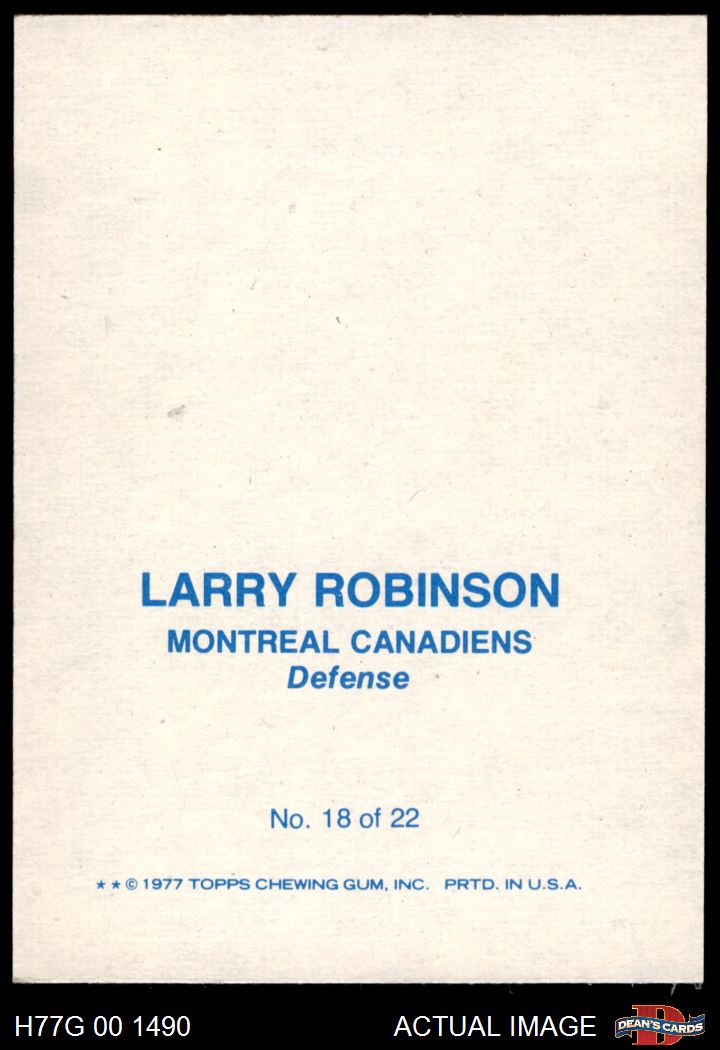 LARRY ROBINSON
MONTREAL CANADIENS
Defense
No. 18 of 22
★ ★ © 1977 TOPPS CHEWING GUM, INC. PRTD. IN U.S.A.
H77G 00 1490
ACTUAL IMAGE
D
DEAN'S CARDS